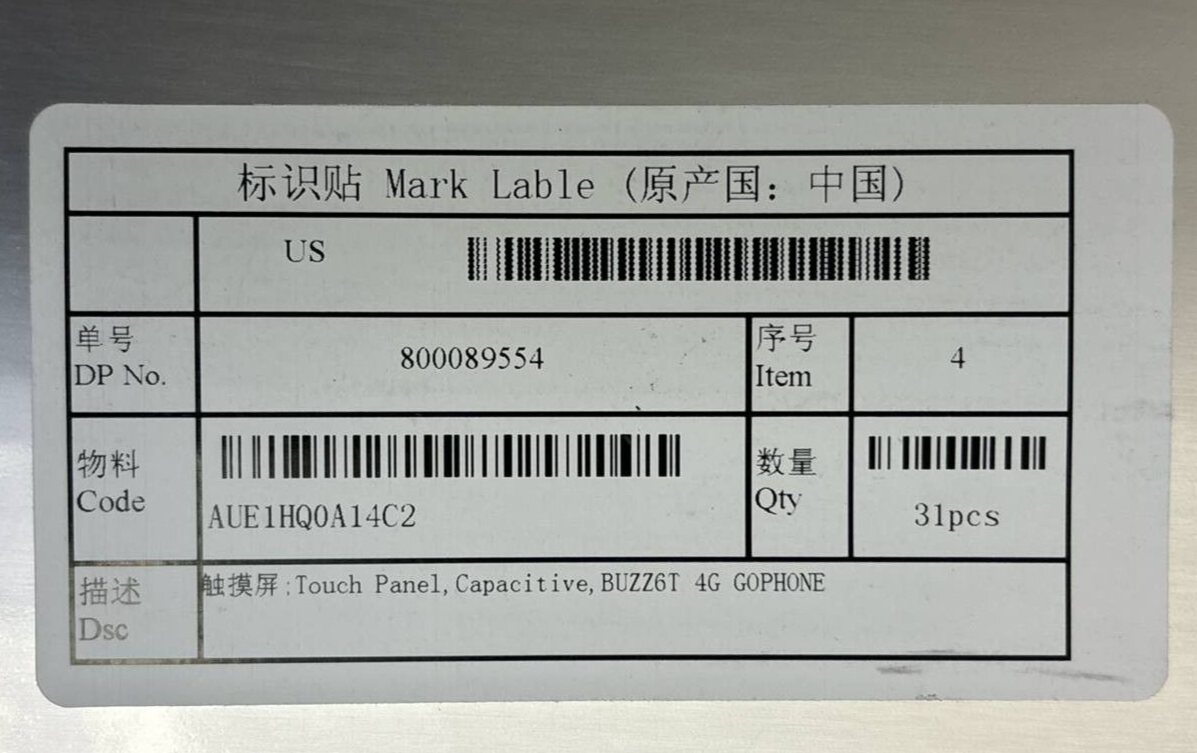 标识贴 Mark Lable (原产国：中国)
US
单号
DP No.
800089554
序号
Item
4
物料
Code
AUE1HQ0A14C2
数量
Qty
31pcs
描述
Dsc
触摸屏;Touch Panel,Capacitive,BUZZ6T 4G GOPHONE